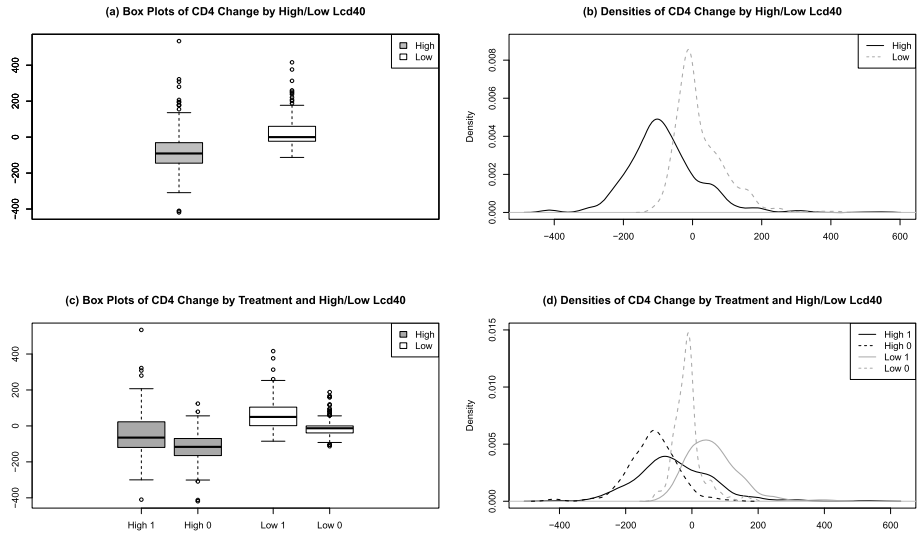 (a) Box Plots of CD4 Change by High/Low Lcd40
High
Low
400
200
0
−200
−400
(b) Densities of CD4 Change by High/Low Lcd40
High
Low
Density
0.008
0.006
0.004
0.002
0.000
−400 −200 0 200 400 600
(c) Box Plots of CD4 Change by Treatment and High/Low Lcd40
High
Low
400
200
0
−200
−400
High 1 High 0 Low 1 Low 0
(d) Densities of CD4 Change by Treatment and High/Low Lcd40
High 1
High 0
Low 1
Low 0
Density
0.015
0.010
0.005
0.000
−400 −200 0 200 400 600